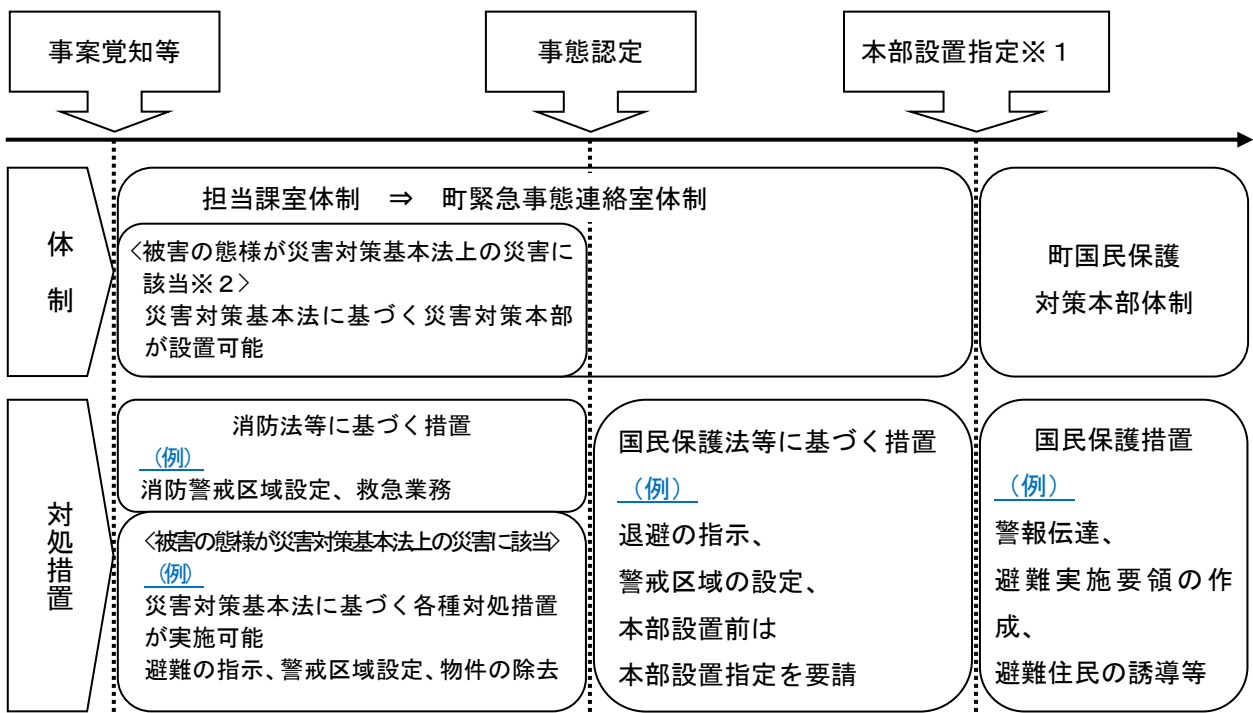 事案覚知等
事態認定
本部設置指定※１
体
制
担当課室体制　⇒　町緊急事態連絡室体制
〈被害の態様が災害対策基本法上の災害に
該当※２〉
災害対策基本法に基づく災害対策本部
が設置可能
町国民保護
対策本部体制
対
処
措
置
消防法等に基づく措置
（例）
消防警戒区域設定、救急業務
〈被害の態様が災害対策基本法上の災害に該当〉
（例）
災害対策基本法に基づく各種対処措置
が実施可能
避難の指示、警戒区域設定、物件の除去
国民保護法等に基づく措置
（例）
退避の指示、
警戒区域の設定、
本部設置前は
本部設置指定を要請
国民保護措置
（例）
警報伝達、
避難実施要領の作
成、
避難住民の誘導等